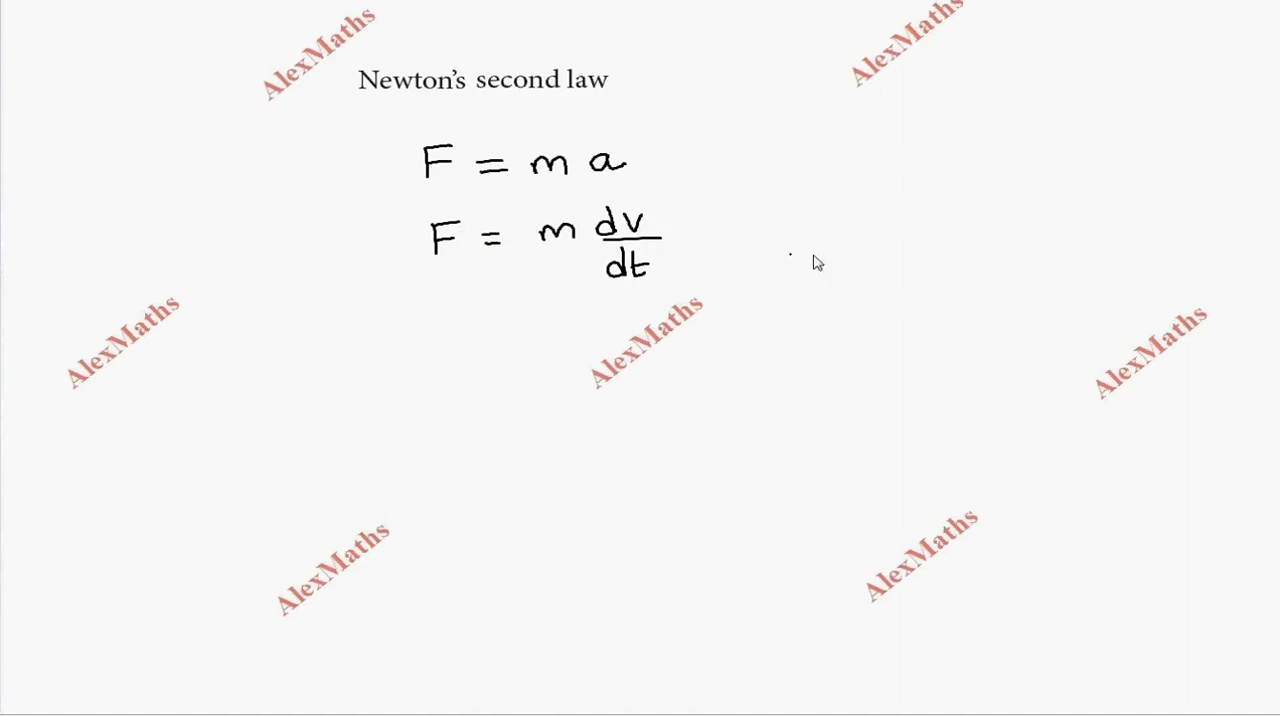 AlexMaths
AlexMaths
Newton's second law
F = m a
F = m dv/dt
AlexMaths
AlexMaths
AlexMaths
AlexMaths
AlexMaths